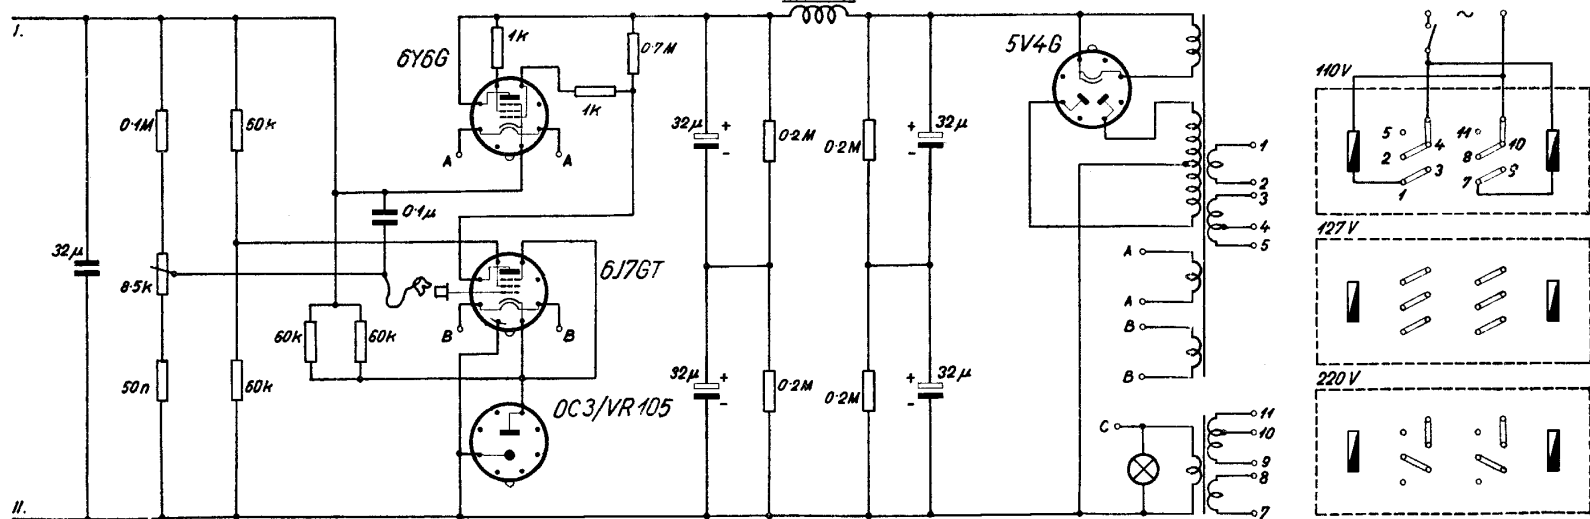 I.
II.
32µ
0·1M
8·5k
50n
60k
60k
60k
60k
0·1µ
6Y6G
1k
0·7M
1k
A
A
6J7GT
B
B
OC3/VR105
32µ
+
-
0·2M
32µ
+
-
0·2M
0·2M
+
-
32µ
0·2M
+
-
32µ
5V4G
1
2
3
4
5
A
A
B
B
C
11
10
9
8
7
~
110V
5 4 11 10
2 3 8 9
1 7
127V
220V